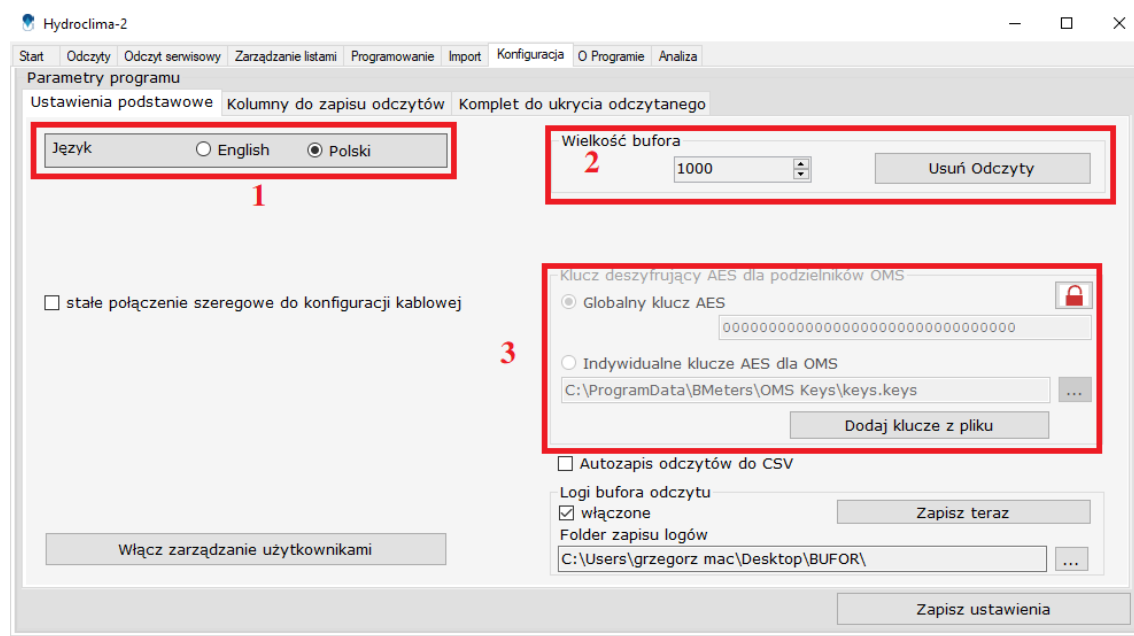 Hydroclima-2
Start Odczyty Odczyt serwisowy Zarządzanie listami Programowanie Import Konfiguracja O Programie Analiza
Parametry programu
Ustawienia podstawowe Kolumny do zapisu odczytów Komplet do ukrycia odczytanego
Język English Polski
1
Wielkość bufora
2 1000 Usuń Odczyty
stałe połączenie szeregowe do konfiguracji kablowej
3
Klucz deszyfrujący AES dla podzielników OMS
Globalny klucz AES
00000000000000000000000000000000
Indywidualne klucze AES dla OMS
C:\ProgramData\BMeters\OMS Keys\keys.keys ...
Dodaj klucze z pliku
Autozapis odczytów do CSV
Logi bufora odczytu
włączone Zapisz teraz
Folder zapisu logów
C:\Users\grzegorz mac\Desktop\BUFOR\ ...
Włącz zarządzanie użytkownikami
Zapisz ustawienia